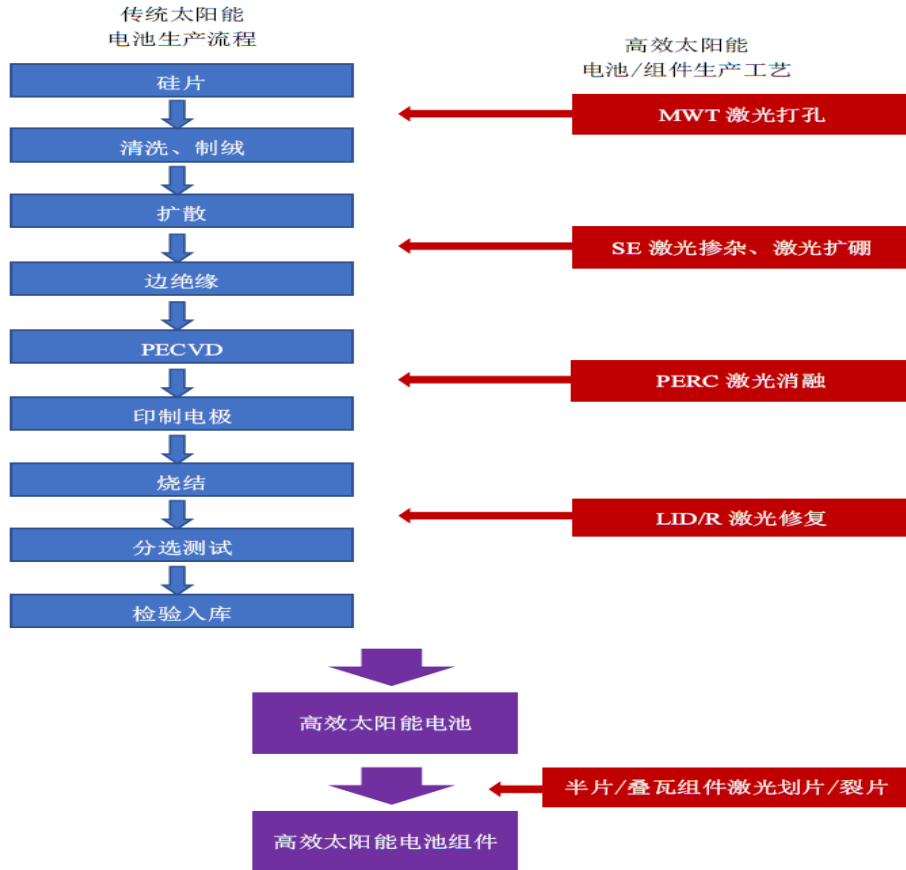 传统太阳能
电池生产流程
高效太阳能
电池/组件生产工艺
硅片
MWT 激光打孔
清洗、制绒
扩散
SE 激光掺杂、激光扩硼
边绝缘
PECVD
PERC 激光消融
印制电极
烧结
LID/R 激光修复
分选测试
检验入库
高效太阳能电池
半片/叠瓦组件激光划片/裂片
高效太阳能电池组件